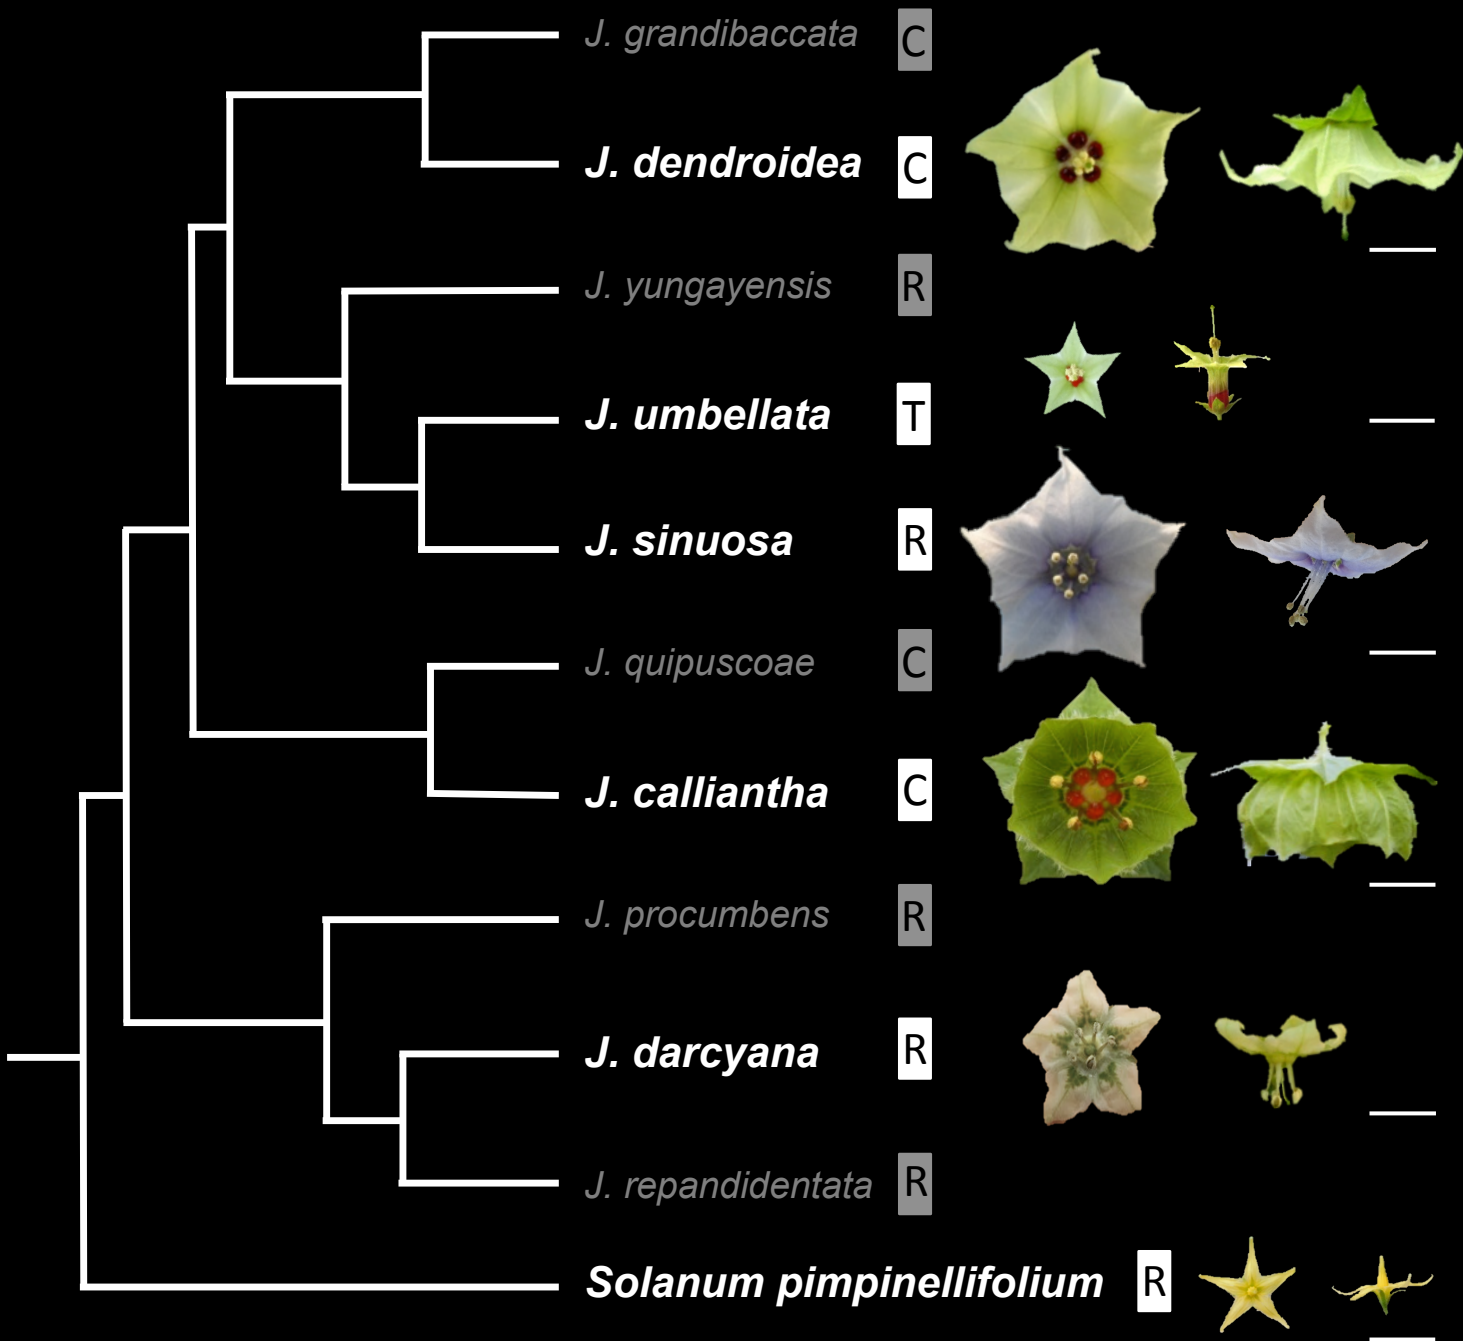 J. grandibaccata C
J. dendroidea C
J. yungayensis R
J. umbellata T
J. sinuosa R
J. quipuscoae C
J. calliantha C
J. procumbens R
J. darcyana R
J. repandidentata R
Solanum pimpinellifolium R